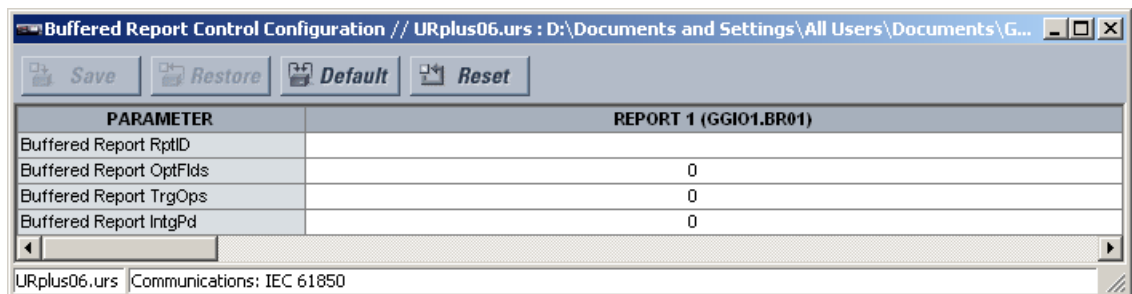 Buffered Report Control Configuration // URplus06.urs : D:\Documents and Settings\All Users\Documents\G...
Save Restore Default Reset
PARAMETER REPORT 1 (GGIO1.BR01)
Buffered Report RptID
Buffered Report OptFlds 0
Buffered Report TrgOps 0
Buffered Report IntgPd 0
URplus06.urs Communications: IEC 61850